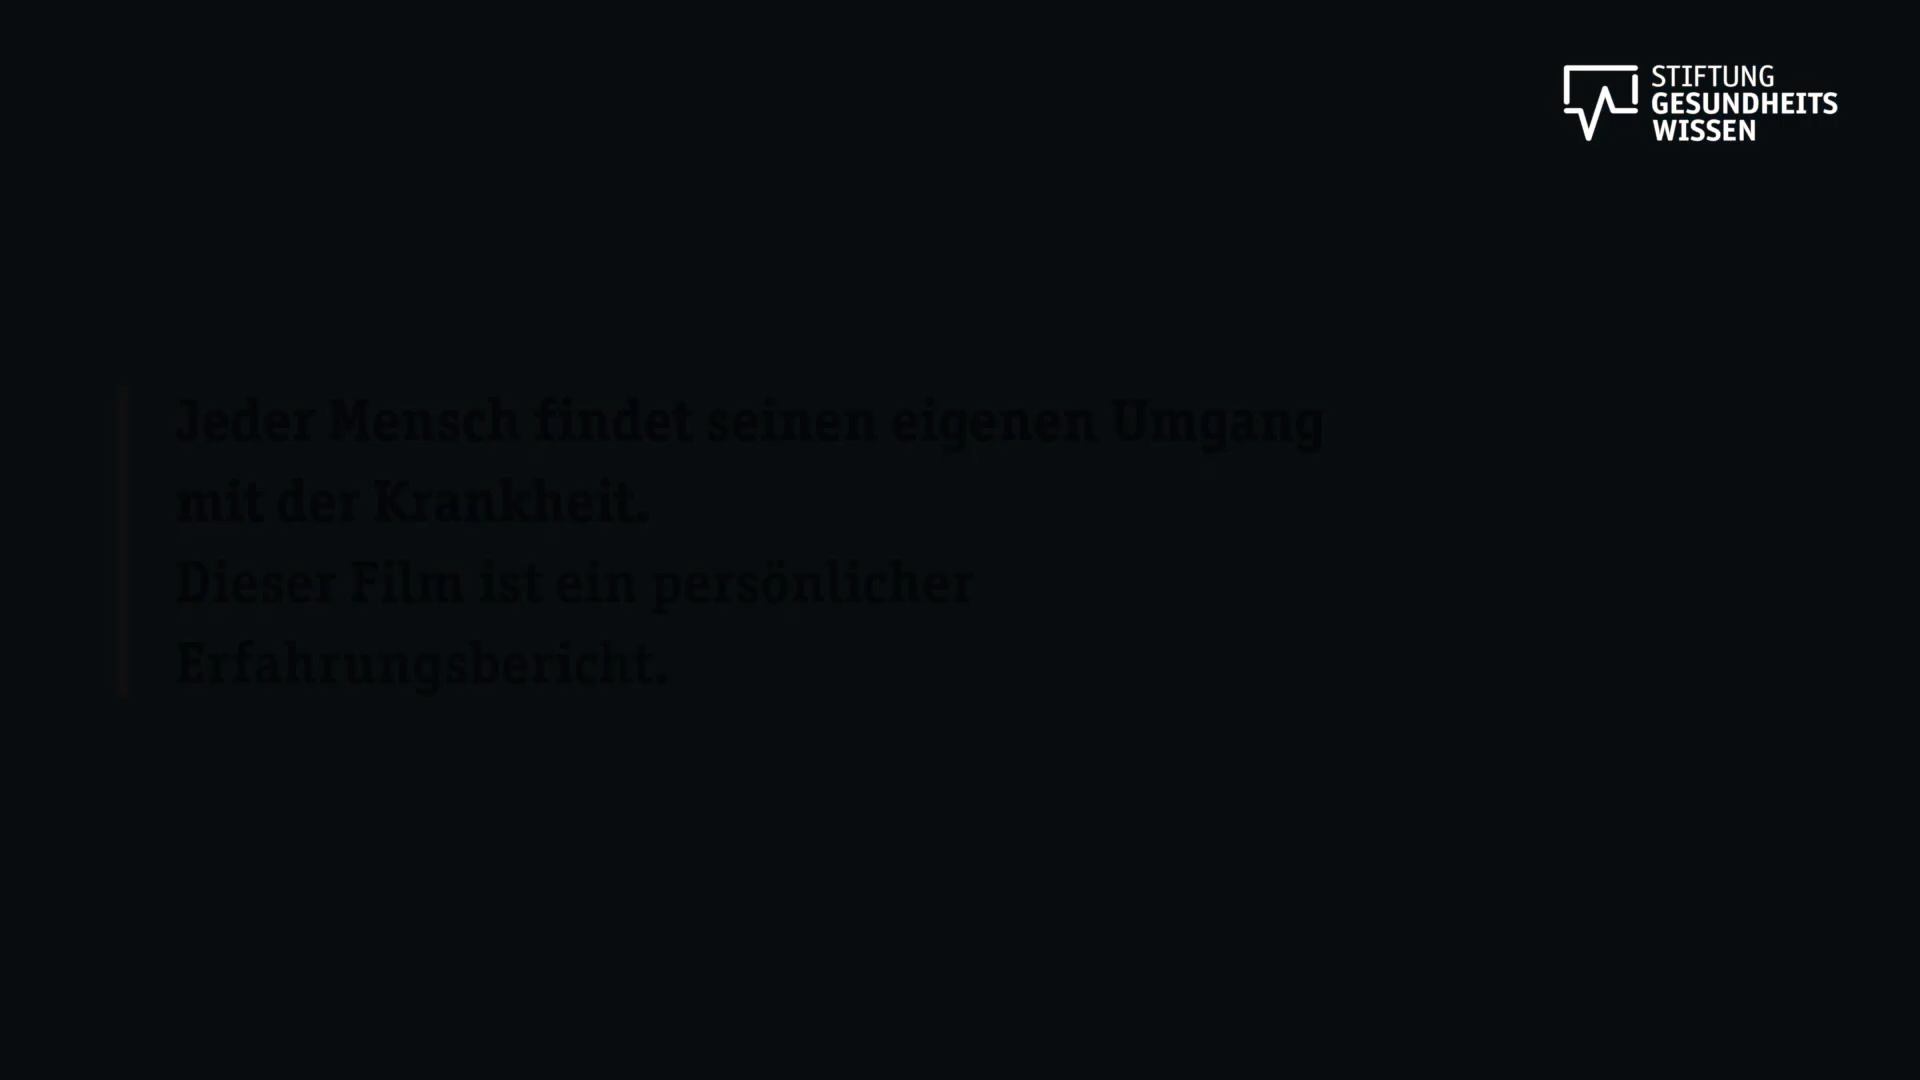 STIFTUNG
GESUNDHEITS
WISSEN
Jeder Mensch findet seinen eigenen Umgang
mit der Krankheit.
Dieser Film ist ein persönlicher
Erfahrungsbericht.